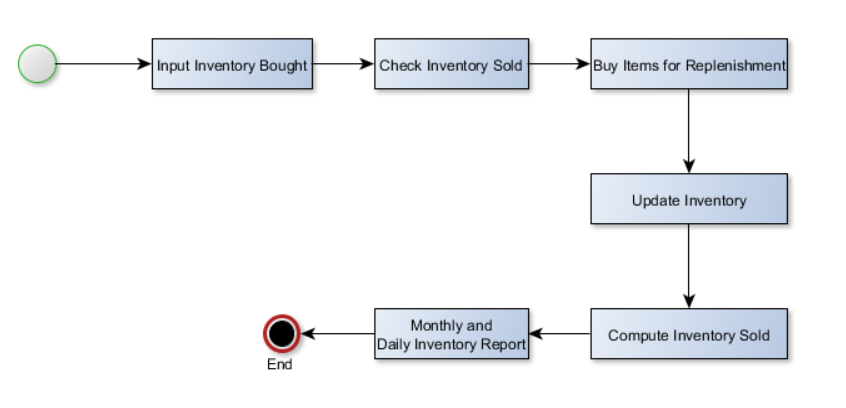 Input Inventory Bought
Check Inventory Sold
Buy Items for Replenishment
Update Inventory
Compute Inventory Sold
Monthly and
Daily Inventory Report
End